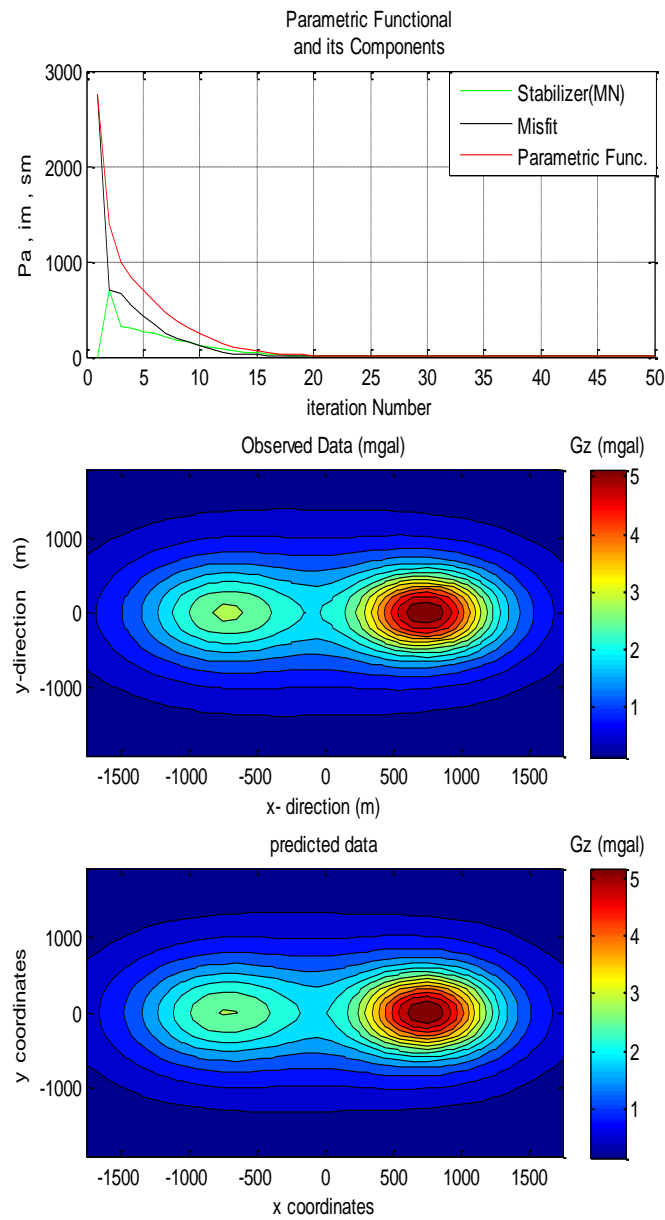 Parametric Functional
and its Components
3000
2000
1000
0
Pa , im , sm
Stabilizer(MN)
Misfit
Parametric Func.
0 5 10 15 20 25 30 35 40 45 50
iteration Number
Observed Data (mgal)
Gz (mgal)
1000
0
-1000
y-direction (m)
5
4
3
2
1
-1500 -1000 -500 0 500 1000 1500
x- direction (m)
predicted data
Gz (mgal)
1000
0
-1000
y coordinates
5
4
3
2
1
-1500 -1000 -500 0 500 1000 1500
x coordinates